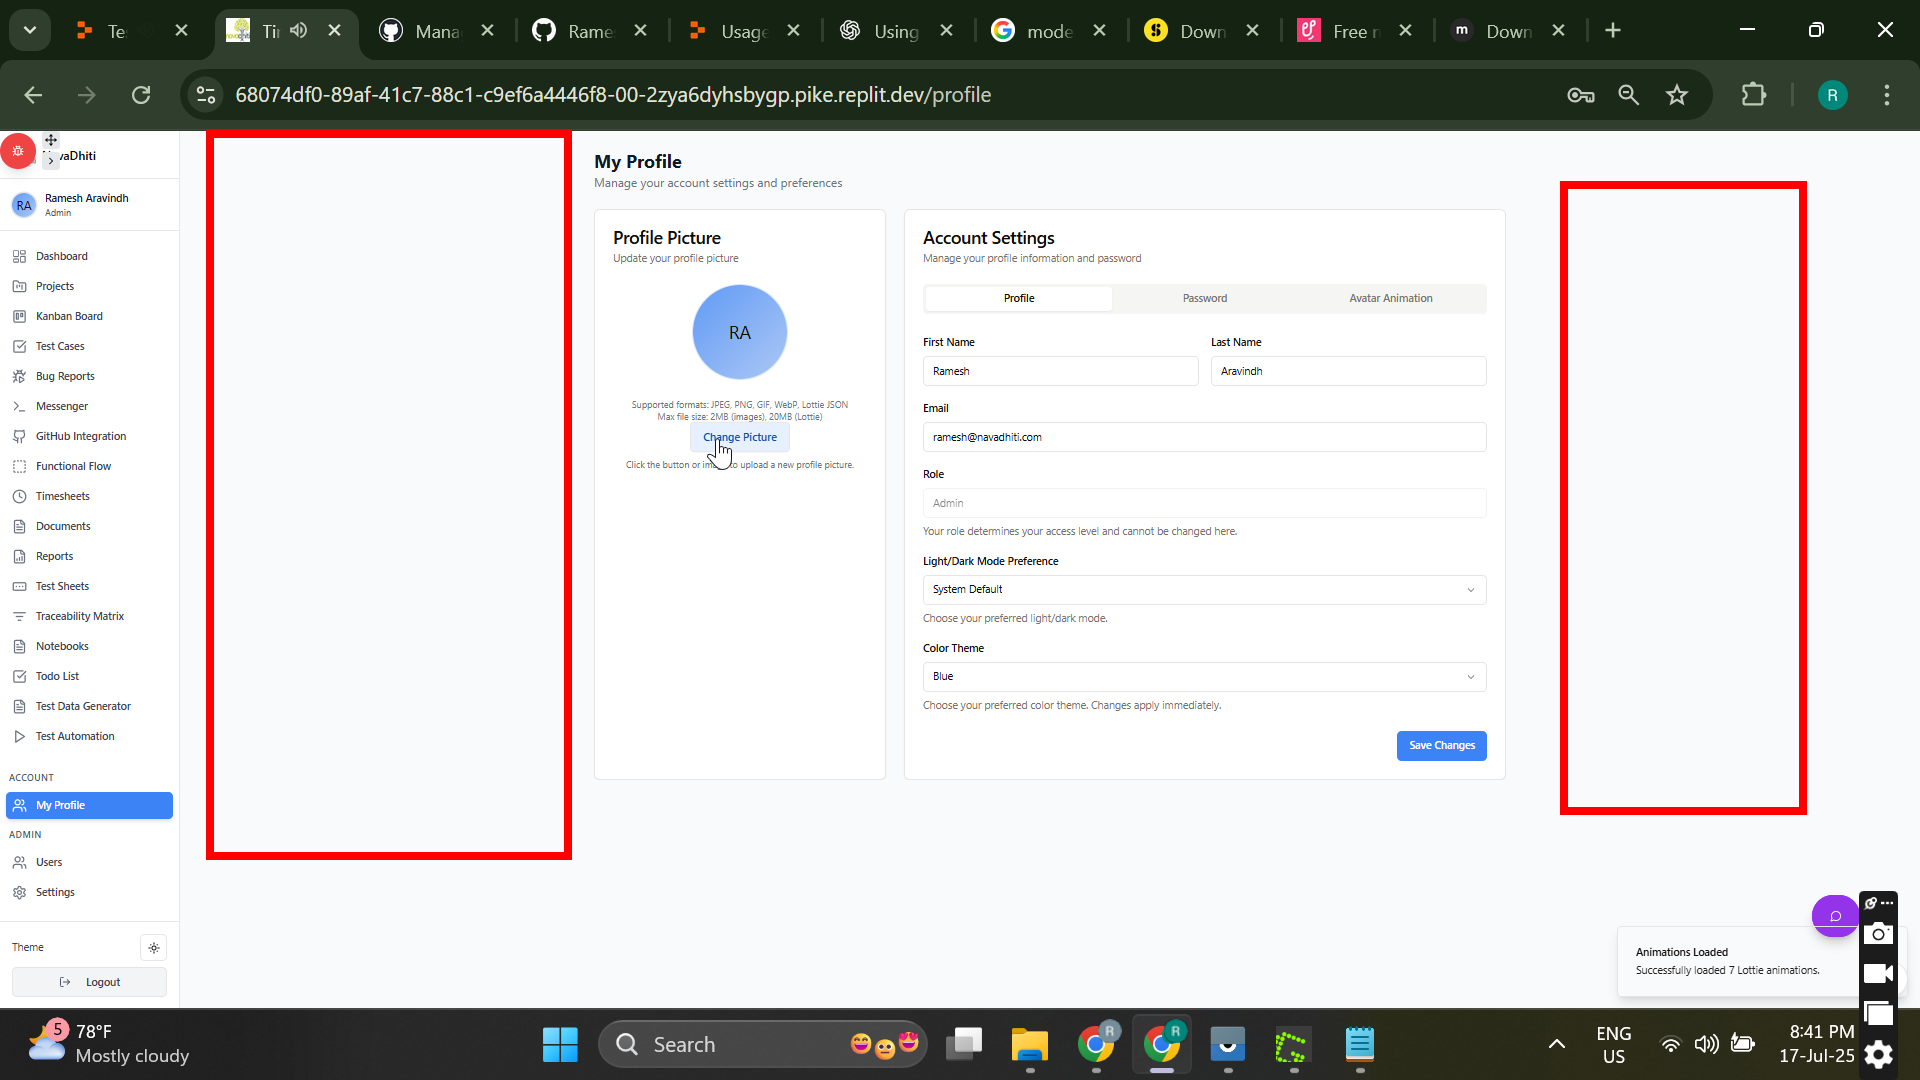 Te
Ti
Mana
Rame
Usage
Using
mode
Down
Free n
m
Down
68074df0-89af-41c7-88c1-c9ef6a4446f8-00-2zya6dyhsbygp.pike.replit.dev/profile
R
vaDhiti
RA
Ramesh Aravindh
Admin
Dashboard
Projects
Kanban Board
Test Cases
Bug Reports
Messenger
GitHub Integration
Functional Flow
Timesheets
Documents
Reports
Test Sheets
Traceability Matrix
Notebooks
Todo List
Test Data Generator
Test Automation
ACCOUNT
My Profile
ADMIN
Users
Settings
Theme
Logout
My Profile
Manage your account settings and preferences
Profile Picture
Update your profile picture
RA
Supported formats: JPEG, PNG, GIF, WebP, Lottie JSON
Max file size: 2MB (images), 20MB (Lottie)
Change Picture
Click the button or im to upload a new profile picture.
Account Settings
Manage your profile information and password
Profile
Password
Avatar Animation
First Name
Last Name
Ramesh
Aravindh
Email
ramesh@navadhiti.com
Role
Admin
Your role determines your access level and cannot be changed here.
Light/Dark Mode Preference
System Default
Choose your preferred light/dark mode.
Color Theme
Blue
Choose your preferred color theme. Changes apply immediately.
Save Changes
Animations Loaded
Successfully loaded 7 Lottie animations.
5
78°F
Mostly cloudy
Search
R
R
ENG
US
8:41 PM
17-Jul-25